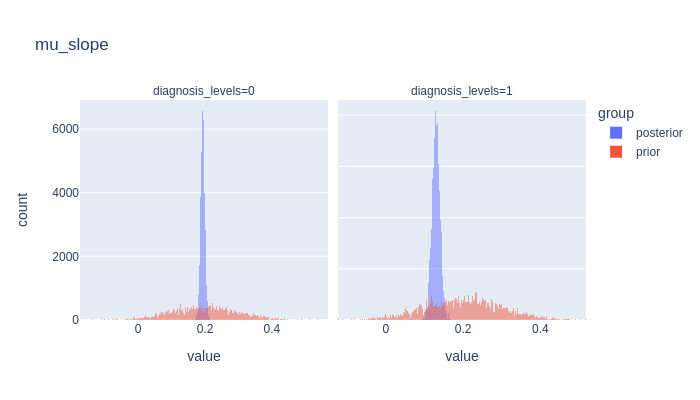 mu_slope
diagnosis_levels=0
diagnosis_levels=1
group
posterior
prior
count
6000
4000
2000
0
0
0.2
0.4
0
0.2
0.4
value
value